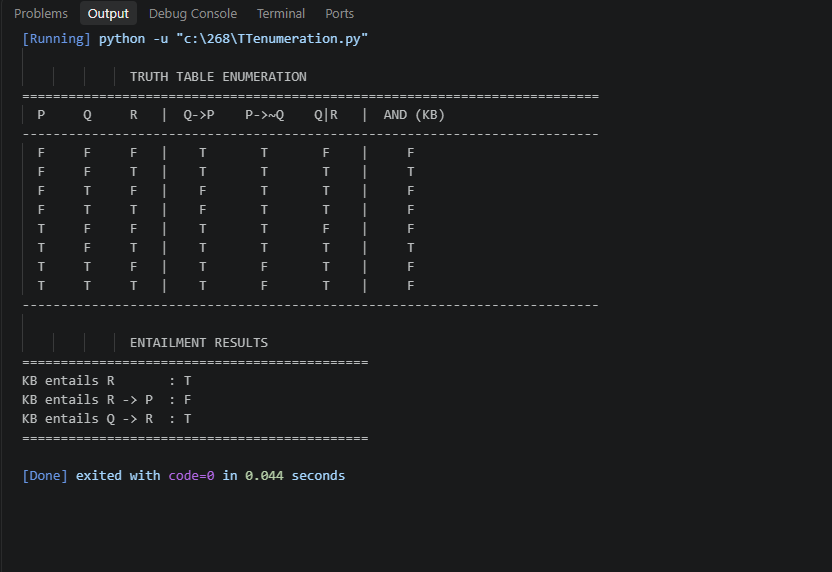 Problems Output Debug Console Terminal Ports
[Running] python -u "c:\268\TTenumeration.py"
TRUTH TABLE ENUMERATION
===========================================================================
P Q R | Q->P P->~Q Q|R | AND (KB)
---------------------------------------------------------------------------
F F F | T T F | F
F F T | T T T | T
F T F | F T T | F
F T T | F T T | F
T F F | T T F | F
T F T | T T T | T
T T F | T F T | F
T T T | T F T | F
---------------------------------------------------------------------------
ENTAILMENT RESULTS
=============================================
KB entails R : T
KB entails R -> P : F
KB entails Q -> R : T
=============================================
[Done] exited with code=0 in 0.044 seconds